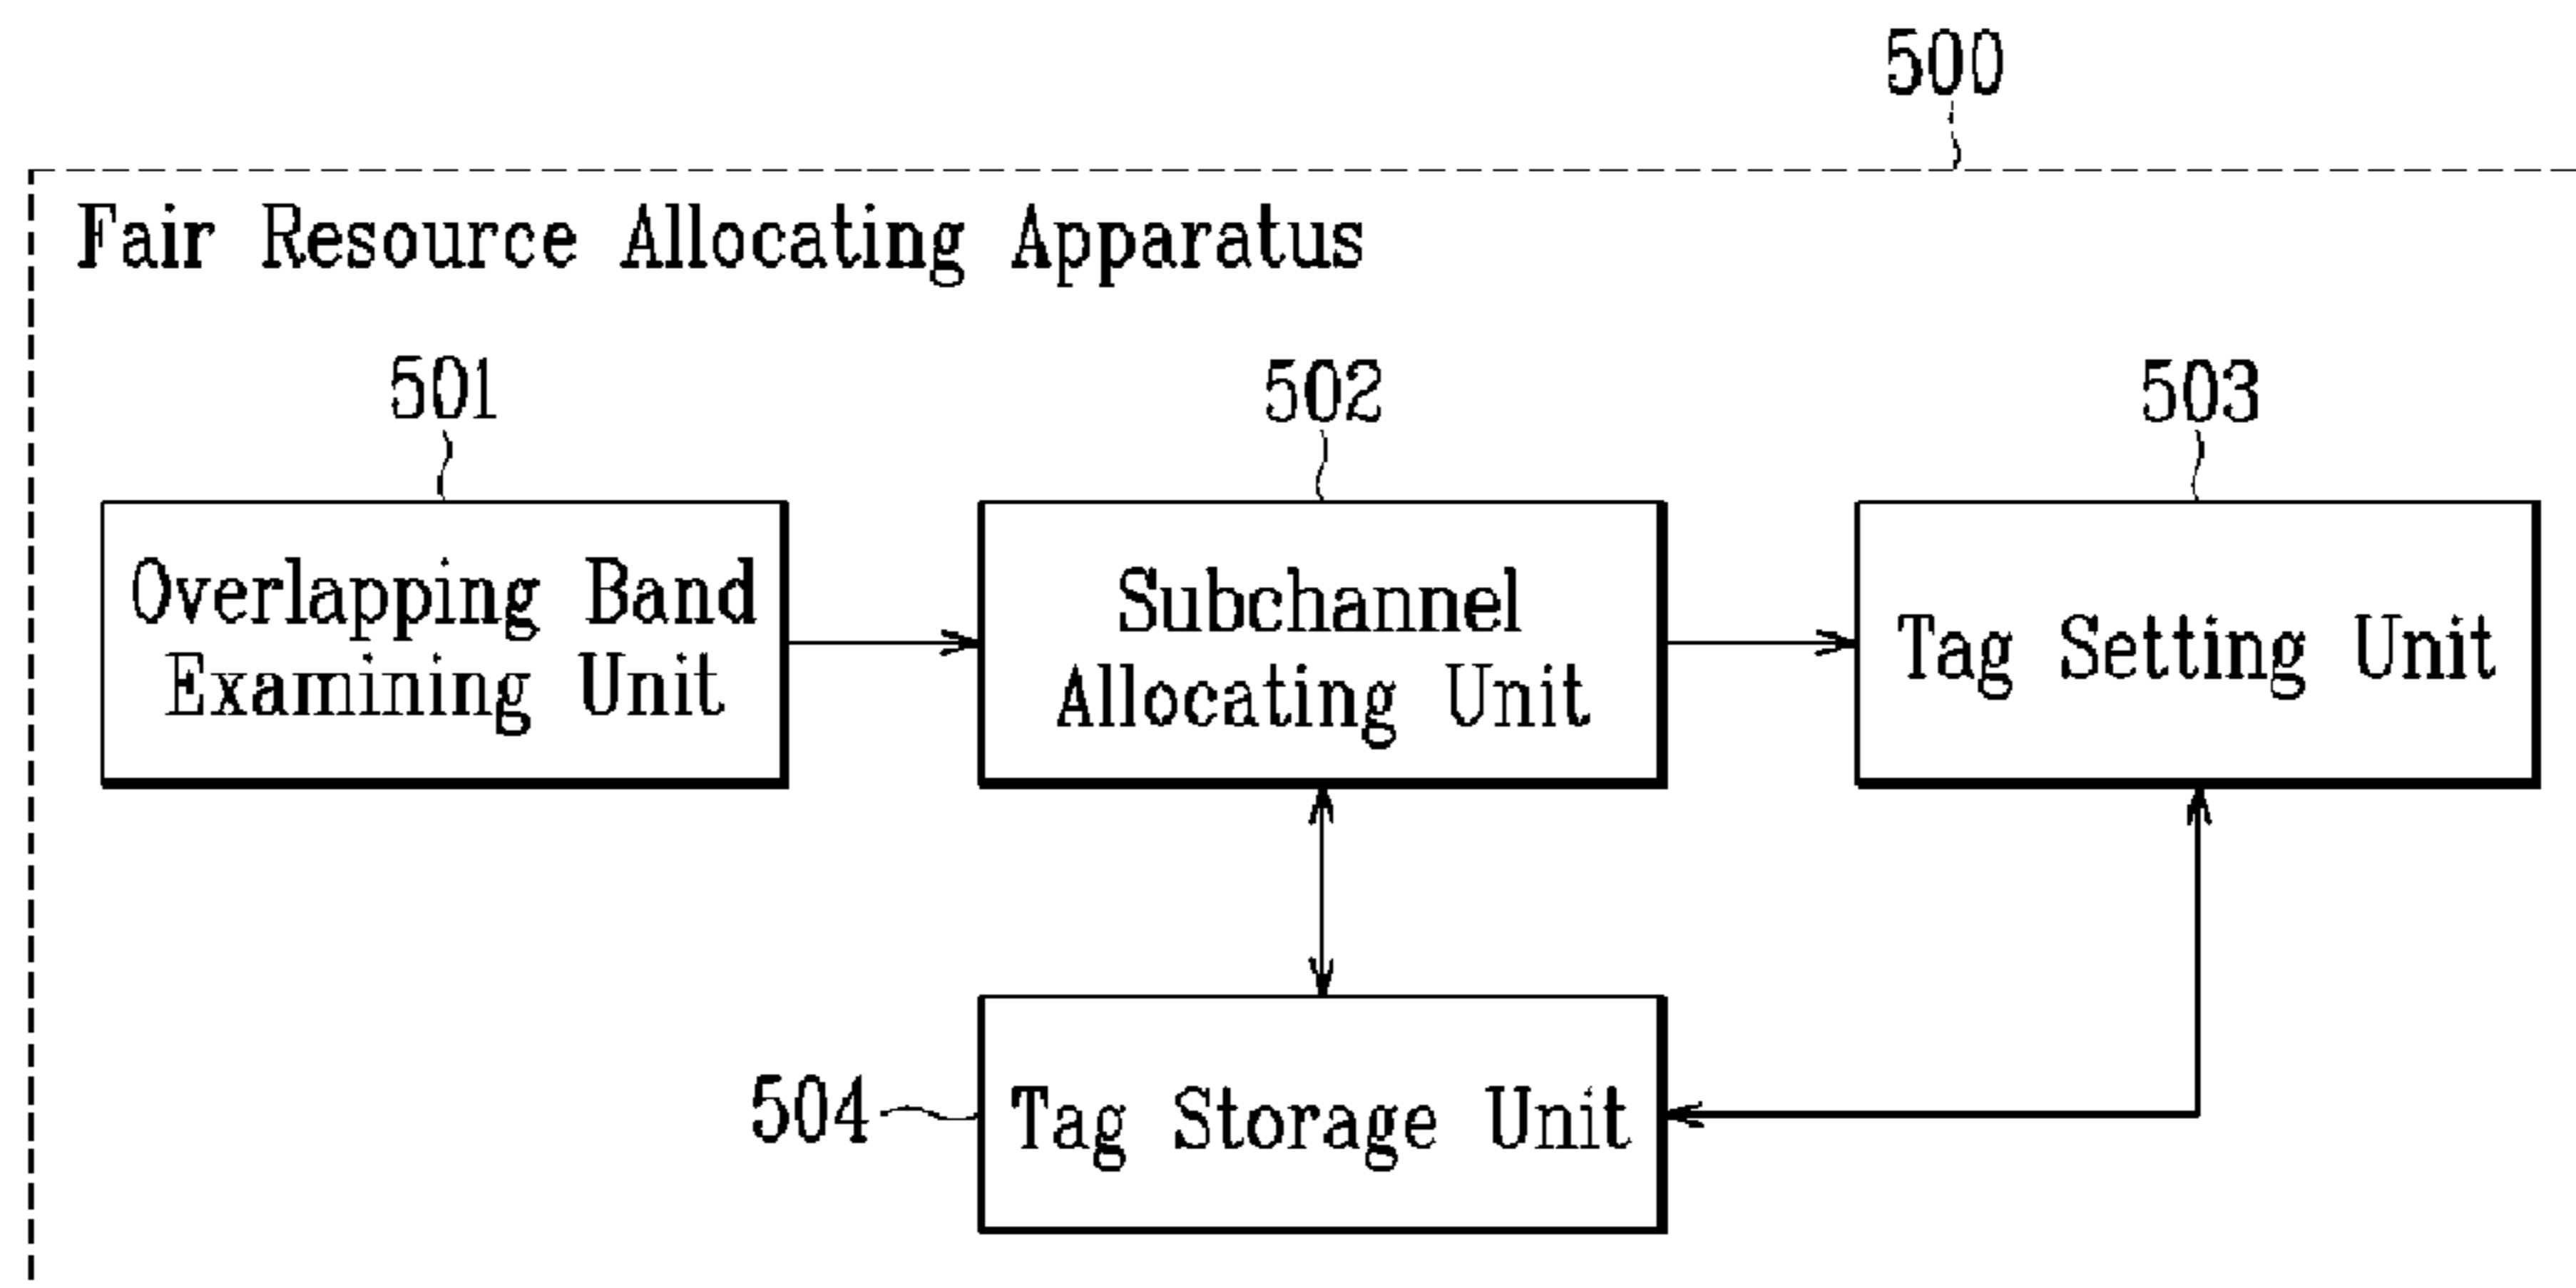 500
Fair Resource Allocating Apparatus
501
502
503
Overlapping Band
Examining Unit
Subchannel
Allocating Unit
Tag Setting Unit
504
Tag Storage Unit